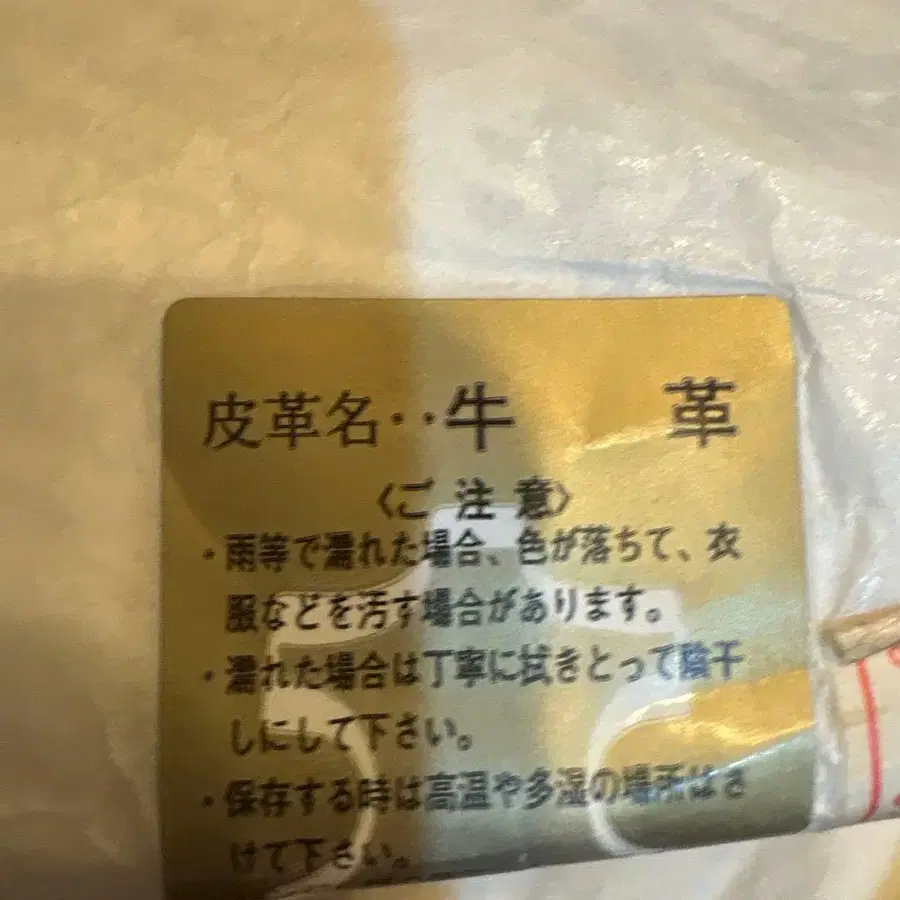 皮革名‥牛 革
〈ご注意〉
・雨等で濡れた場合、色が落ちて、衣
服などを汚す場合があります。
・濡れた場合は丁寧に拭きとって陰干
しにして下さい。
・保存する時は高温や多湿の場所はさ
けて下さい。